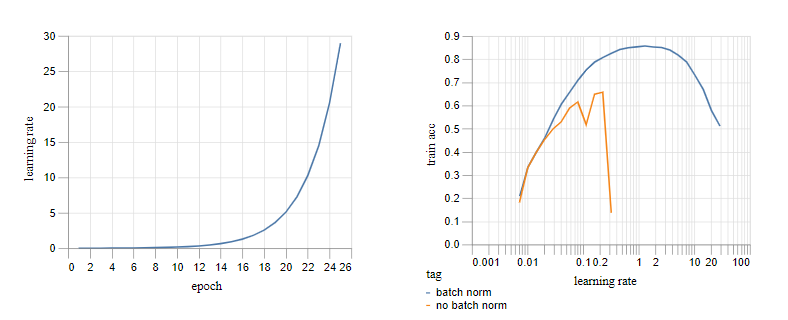 30
25
20
15
10
5
0
learning rate
0 2 4 6 8 10 12 14 16 18 20 22 24 26
epoch
0.9
0.8
0.7
0.6
0.5
0.4
0.3
0.2
0.1
0.0
train acc
0.001 0.01 0.1 0.2 1 2 10 20 100
learning rate
tag
batch norm
no batch norm